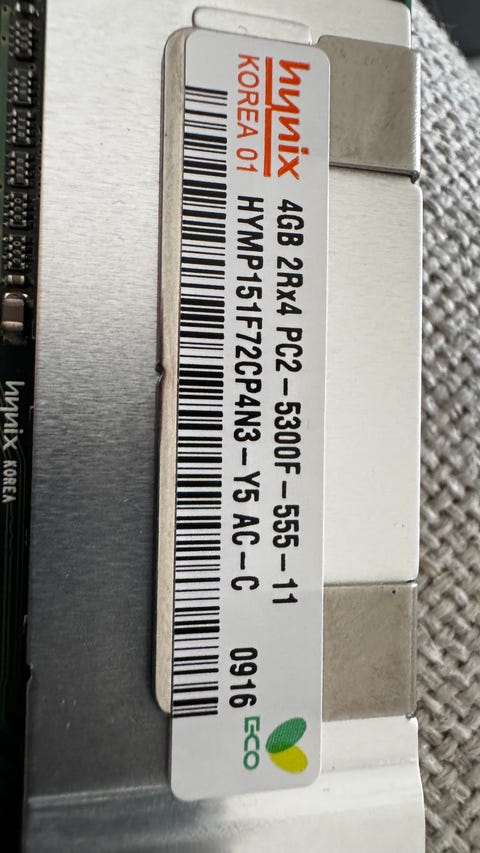 hynix
KOREA 01
4GB 2Rx4 PC2-5300F-555-11
HYMP151F72CP4N3-Y5 AC-C 0916
ECO
hynix KOREA